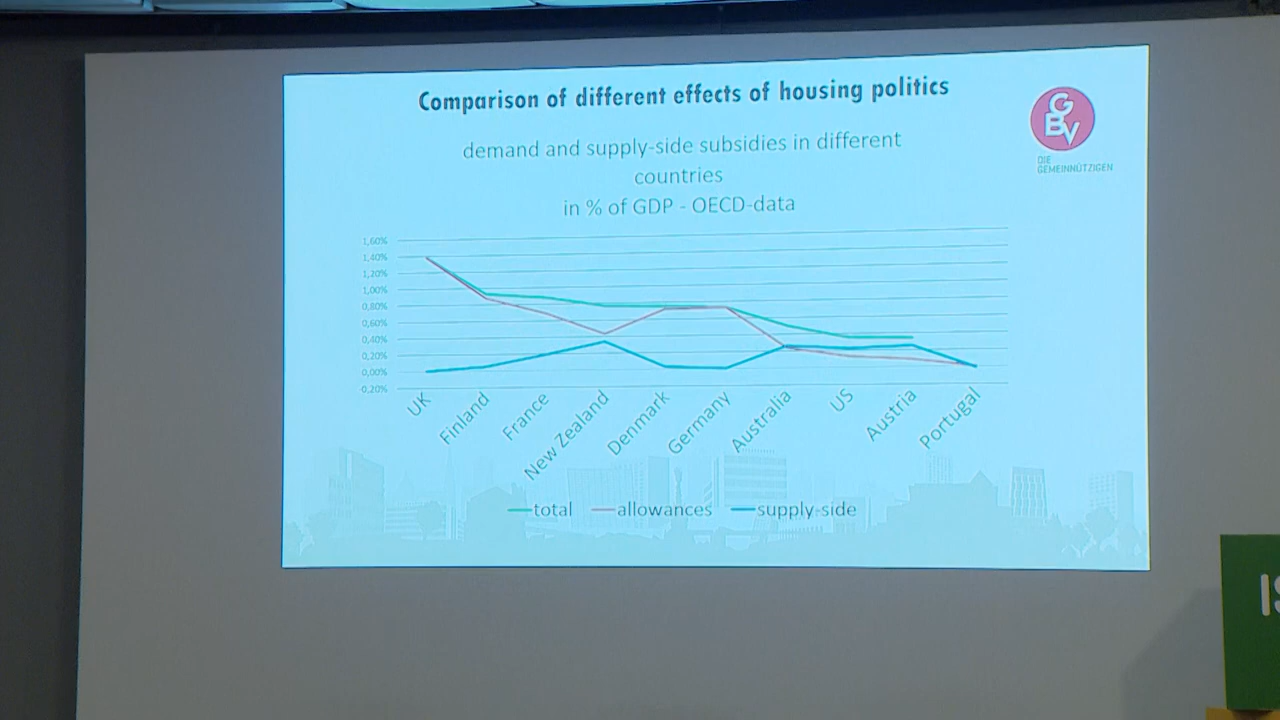 Comparison of different effects of housing politics
G
B
V
DIE
GEMEINNÜTZIGEN
demand and supply-side subsidies in different
countries
in % of GDP - OECD-data
1,60%
1,40%
1,20%
1,00%
0,80%
0,60%
0,40%
0,20%
0,00%
-0,20%
UK
Finland
France
New Zealand
Denmark
Germany
Australia
US
Austria
Portugal
total
allowances
supply-side